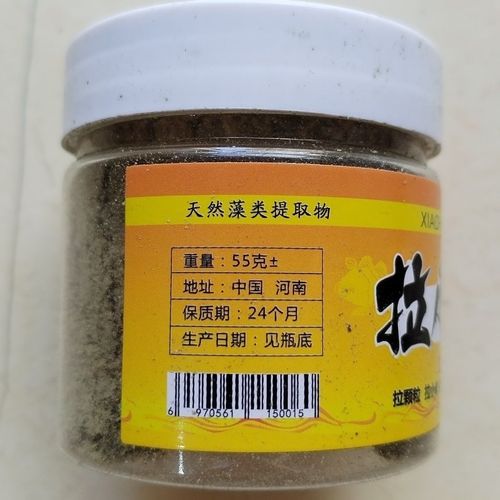 天然藻类提取物
重量：55克±
地址：中国 河南
保质期：24个月
生产日期：见瓶底
6 970561 150015
XIAO
拉
拉颗粒